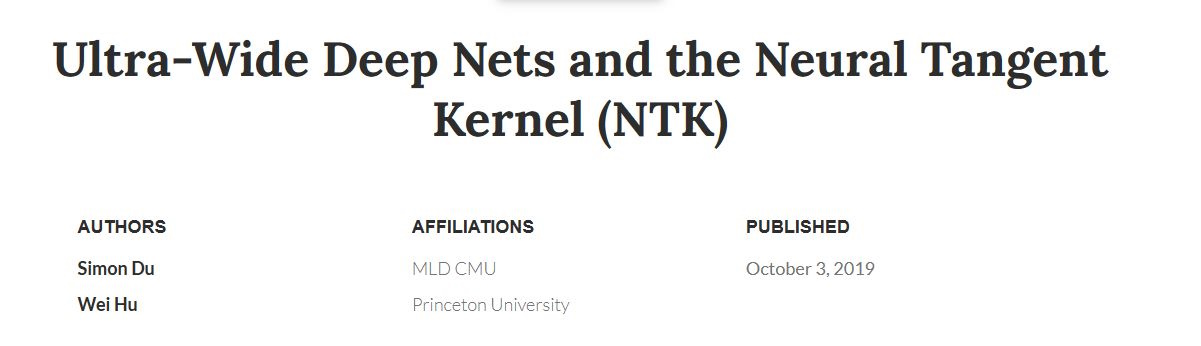 Ultra-Wide Deep Nets and the Neural Tangent
Kernel (NTK)
AUTHORS
AFFILIATIONS
PUBLISHED
Simon Du
MLD CMU
October 3, 2019
Wei Hu
Princeton University